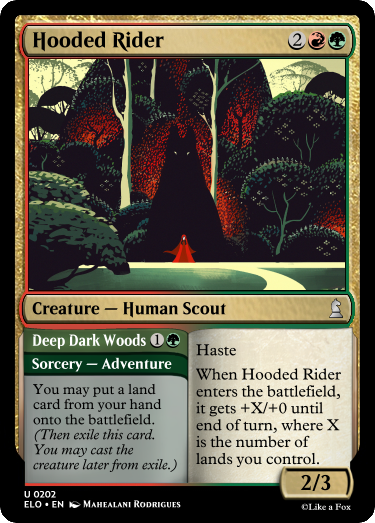 Hooded Rider 2
Creature — Human Scout
Deep Dark Woods 1
Sorcery — Adventure
You may put a land
card from your hand
onto the battlefield.
(Then exile this card.
You may cast the
creature later from exile.)
Haste
When Hooded Rider
enters the battlefield,
it gets +X/+0 until
end of turn, where X
is the number of
lands you control.
2/3
U 0202
ELO • EN Mahealani Rodrigues
©Like a Fox